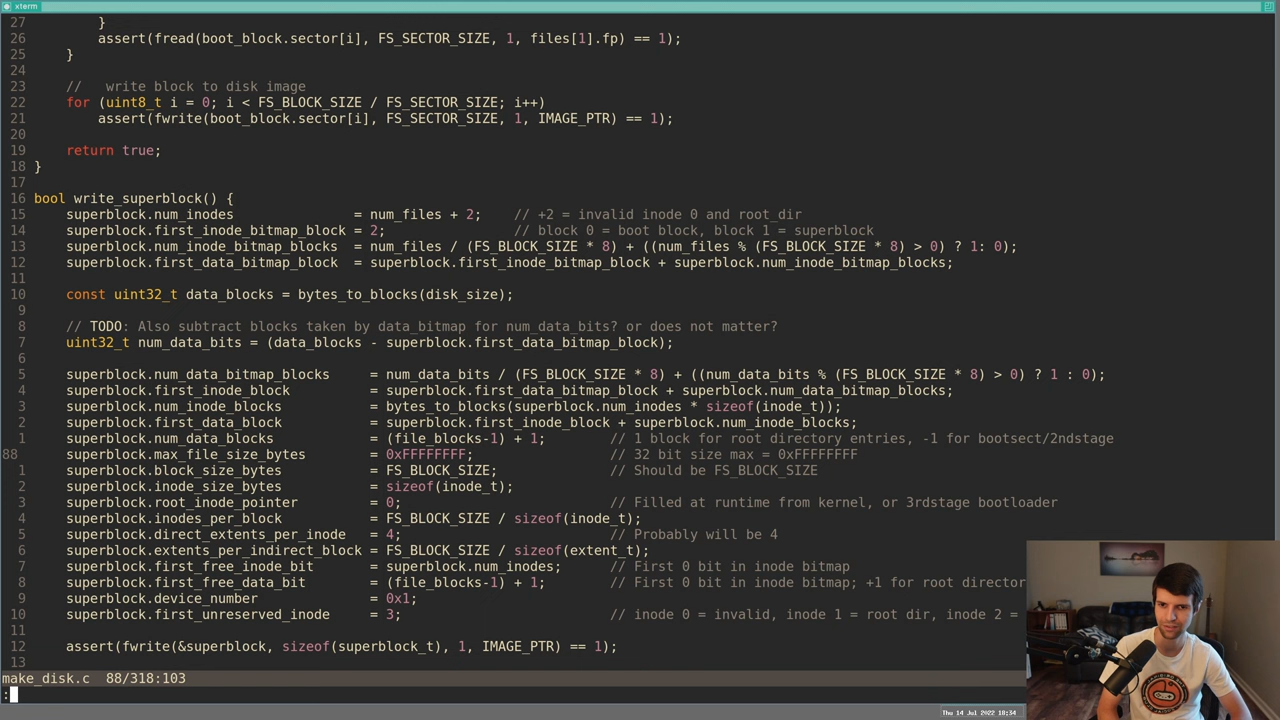 xterm
27         }
26         assert(fread(boot_block.sector[i], FS_SECTOR_SIZE, 1, files[1].fp) == 1);
25     }
24
23     //   write block to disk image
22     for (uint8_t i = 0; i < FS_BLOCK_SIZE / FS_SECTOR_SIZE; i++)
21         assert(fwrite(boot_block.sector[i], FS_SECTOR_SIZE, 1, IMAGE_PTR) == 1);
20
19     return true;
18 }
17
16 bool write_superblock() {
15     superblock.num_inodes               = num_files + 2;    // +2 = invalid inode 0 and root_dir
14     superblock.first_inode_bitmap_block = 2;                // block 0 = boot block, block 1 = superblock
13     superblock.num_inode_bitmap_blocks  = num_files / (FS_BLOCK_SIZE * 8) + ((num_files % (FS_BLOCK_SIZE * 8) > 0) ? 1: 0);
12     superblock.first_data_bitmap_block  = superblock.first_inode_bitmap_block + superblock.num_inode_bitmap_blocks;
11
10     const uint32_t data_blocks = bytes_to_blocks(disk_size);
9
8     // TODO: Also subtract blocks taken by data_bitmap for num_data_bits? or does not matter?
7     uint32_t num_data_bits = (data_blocks - superblock.first_data_bitmap_block);
6
5     superblock.num_data_bitmap_blocks     = num_data_bits / (FS_BLOCK_SIZE * 8) + ((num_data_bits % (FS_BLOCK_SIZE * 8) > 0) ? 1 : 0);
4     superblock.first_inode_block          = superblock.first_data_bitmap_block + superblock.num_data_bitmap_blocks;
3     superblock.num_inode_blocks           = bytes_to_blocks(superblock.num_inodes * sizeof(inode_t));
2     superblock.first_data_block           = superblock.first_inode_block + superblock.num_inode_blocks;
1     superblock.num_data_blocks            = (file_blocks-1) + 1;        // 1 block for root directory entries, -1 for bootsect/2ndstage
88     superblock.max_file_size_bytes        = 0xFFFFFFFF;                 // 32 bit size max = 0xFFFFFFFF
1     superblock.block_size_bytes           = FS_BLOCK_SIZE;              // Should be FS_BLOCK_SIZE
2     superblock.inode_size_bytes           = sizeof(inode_t);
3     superblock.root_inode_pointer         = 0;                          // Filled at runtime from kernel, or 3rdstage bootloader
4     superblock.inodes_per_block           = FS_BLOCK_SIZE / sizeof(inode_t);
5     superblock.direct_extents_per_inode   = 4;                          // Probably will be 4
6     superblock.extents_per_indirect_block = FS_BLOCK_SIZE / sizeof(extent_t);
7     superblock.first_free_inode_bit       = superblock.num_inodes;      // First 0 bit in inode bitmap
8     superblock.first_free_data_bit        = (file_blocks-1) + 1;        // First 0 bit in inode bitmap; +1 for root director
9     superblock.device_number              = 0x1;
10     superblock.first_unreserved_inode     = 3;                          // inode 0 = invalid, inode 1 = root dir, inode 2 =
11
12     assert(fwrite(&superblock, sizeof(superblock_t), 1, IMAGE_PTR) == 1);
13
make_disk.c  88/318:103
:
Thu 14 Jul 2022 18:34